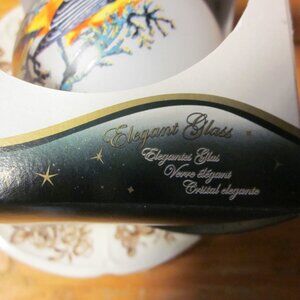 Elegant Glass
Elegantes Glas
Verre élégant
Cristal elegante